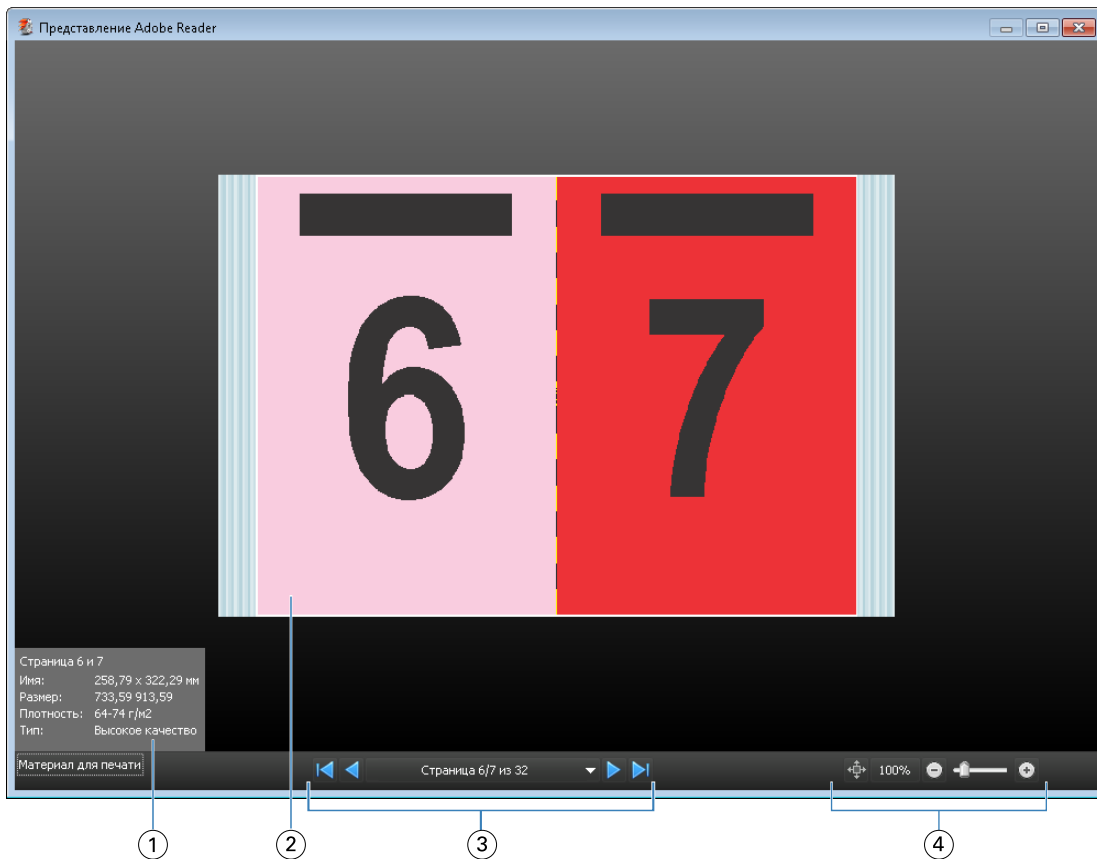 Представление Adobe Reader
6
7
Страница 6 и 7
Имя: 258,79 x 322,29 мм
Размер: 733,59 913,59
Плотность: 64-74 г/м2
Тип: Высокое качество
Материал для печати
Страница 6/7 из 32
100%
1
2
3
4